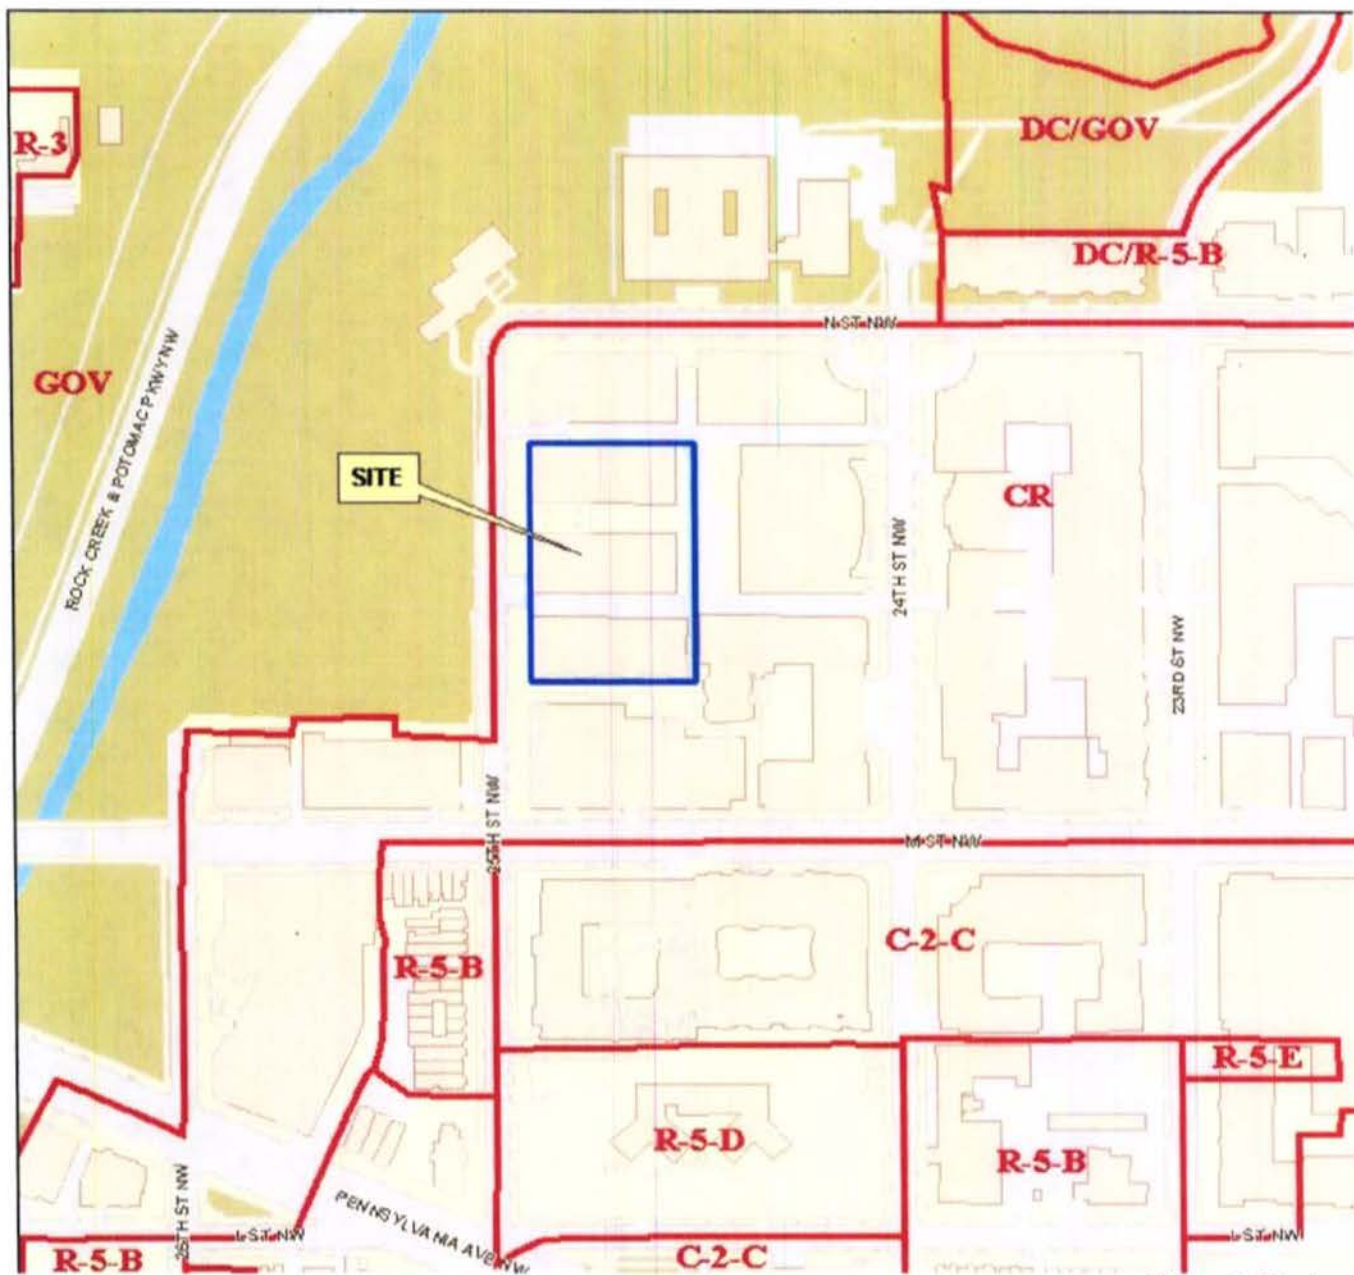 R-3
DC/GOV
DC/R-5-B
N ST NW
GOV
ROCK CREEK & POTOMAC PKWY NW
SITE
CR
24TH ST NW
23RD ST NW
25TH ST NW
M ST NW
C-2-C
R-5-B
R-5-E
R-5-D
R-5-B
26TH ST NW
PENNSYLVANIA AVE NW
L ST NW
L ST NW
R-5-B
C-2-C